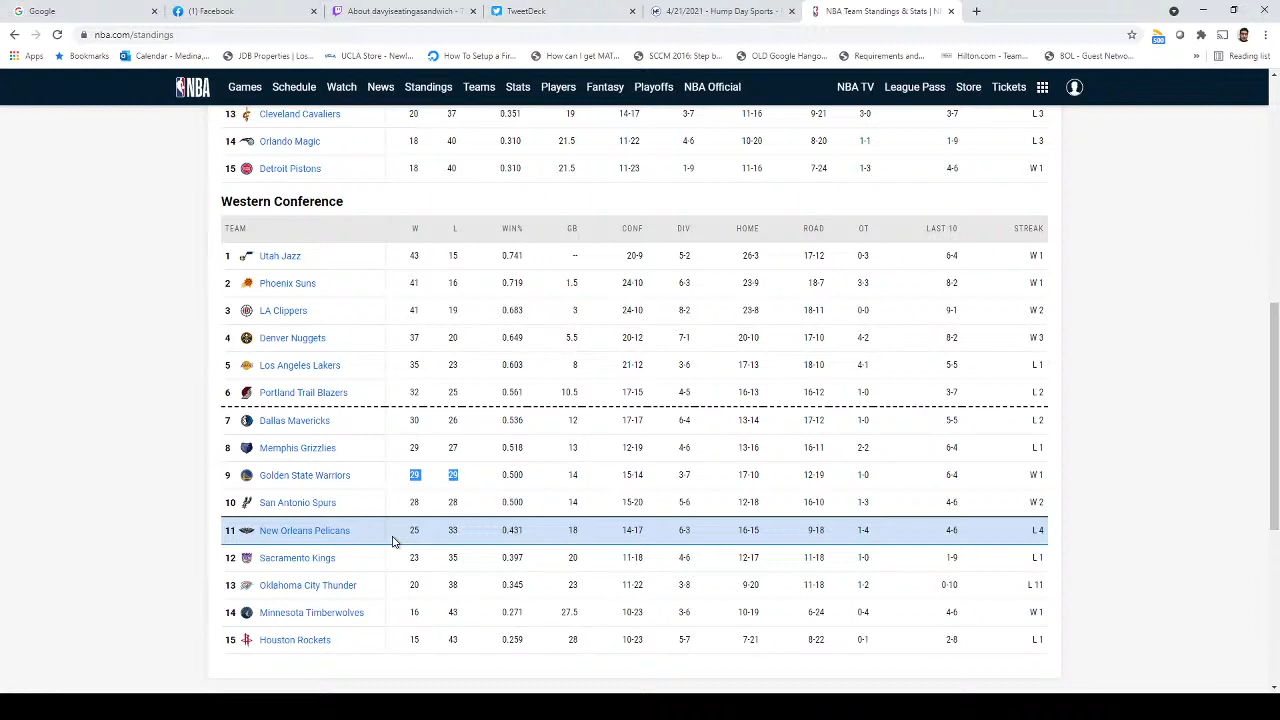 Google
(1) Facebook
About davyiseatingasandwich - T
TweetDeck
4/21/2021 - Hump Day Sports -
NBA Team Standings & Stats | N
nba.com/standings
500
Apps Bookmarks Calendar - Medina,... JDB Properties | Los... UCLA Store - Newl... How To Setup a Fir... How can I get MAT... SCCM 2016: Step b... OLD Google Hango... Requirements and... Hilton.com - Team... BOL - Guest Netwo... » Reading list
NBA Games Schedule Watch News Standings Teams Stats Players Fantasy Playoffs NBA Official NBA TV League Pass Store Tickets
13 Cleveland Cavaliers 20 37 0.351 19 14-17 3-7 11-16 9-21 3-0 3-7 L 3
14 Orlando Magic 18 40 0.310 21.5 11-22 4-6 10-20 8-20 1-1 1-9 L 3
15 Detroit Pistons 18 40 0.310 21.5 11-23 1-9 11-16 7-24 1-3 4-6 W 1
Western Conference
TEAM W L WIN% GB CONF DIV HOME ROAD OT LAST 10 STREAK
1 Utah Jazz 43 15 0.741 -- 20-9 5-2 26-3 17-12 0-3 6-4 W 1
2 Phoenix Suns 41 16 0.719 1.5 24-10 6-3 23-9 18-7 3-3 8-2 W 1
3 LA Clippers 41 19 0.683 3 24-10 8-2 23-8 18-11 0-0 9-1 W 2
4 Denver Nuggets 37 20 0.649 5.5 20-12 7-1 20-10 17-10 4-2 8-2 W 3
5 Los Angeles Lakers 35 23 0.603 8 21-12 3-6 17-13 18-10 4-1 5-5 L 1
6 Portland Trail Blazers 32 25 0.561 10.5 17-15 4-5 16-13 16-12 1-0 3-7 L 2
7 Dallas Mavericks 30 26 0.536 12 17-17 6-4 13-14 17-12 1-0 5-5 L 2
8 Memphis Grizzlies 29 27 0.518 13 12-19 4-6 13-16 16-11 2-2 6-4 L 1
9 Golden State Warriors 29 29 0.500 14 15-14 3-7 17-10 12-19 1-0 6-4 W 1
10 San Antonio Spurs 28 28 0.500 14 15-20 5-6 12-18 16-10 1-3 4-6 W 2
11 New Orleans Pelicans 25 33 0.431 18 14-17 6-3 16-15 9-18 1-4 4-6 L 4
12 Sacramento Kings 23 35 0.397 20 11-18 4-6 12-17 11-18 1-0 1-9 L 1
13 Oklahoma City Thunder 20 38 0.345 23 11-22 3-8 9-20 11-18 1-2 0-10 L 11
14 Minnesota Timberwolves 16 43 0.271 27.5 10-23 3-6 10-19 6-24 0-4 4-6 W 1
15 Houston Rockets 15 43 0.259 28 10-23 5-7 7-21 8-22 0-1 2-8 L 1